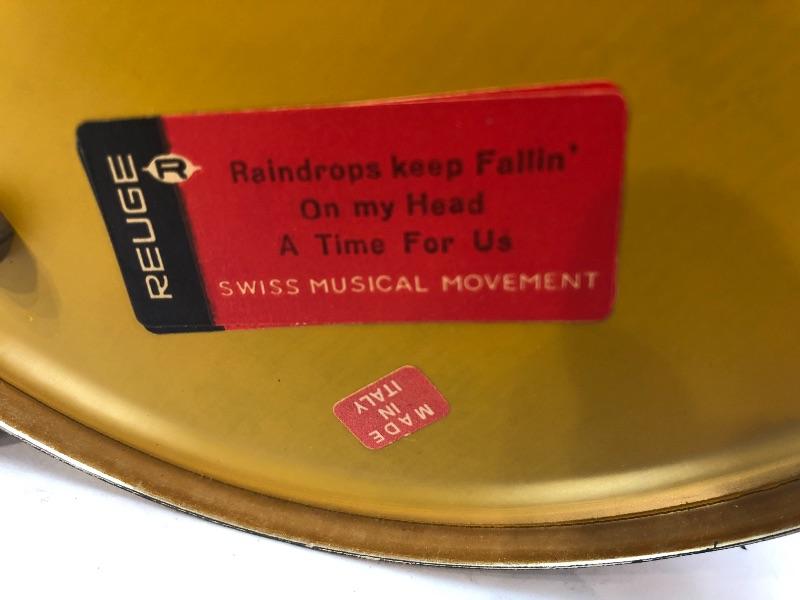 REUGE
R
Raindrops keep Fallin'
On my Head
A Time For Us
SWISS MUSICAL MOVEMENT
MADE
IN
ITALY